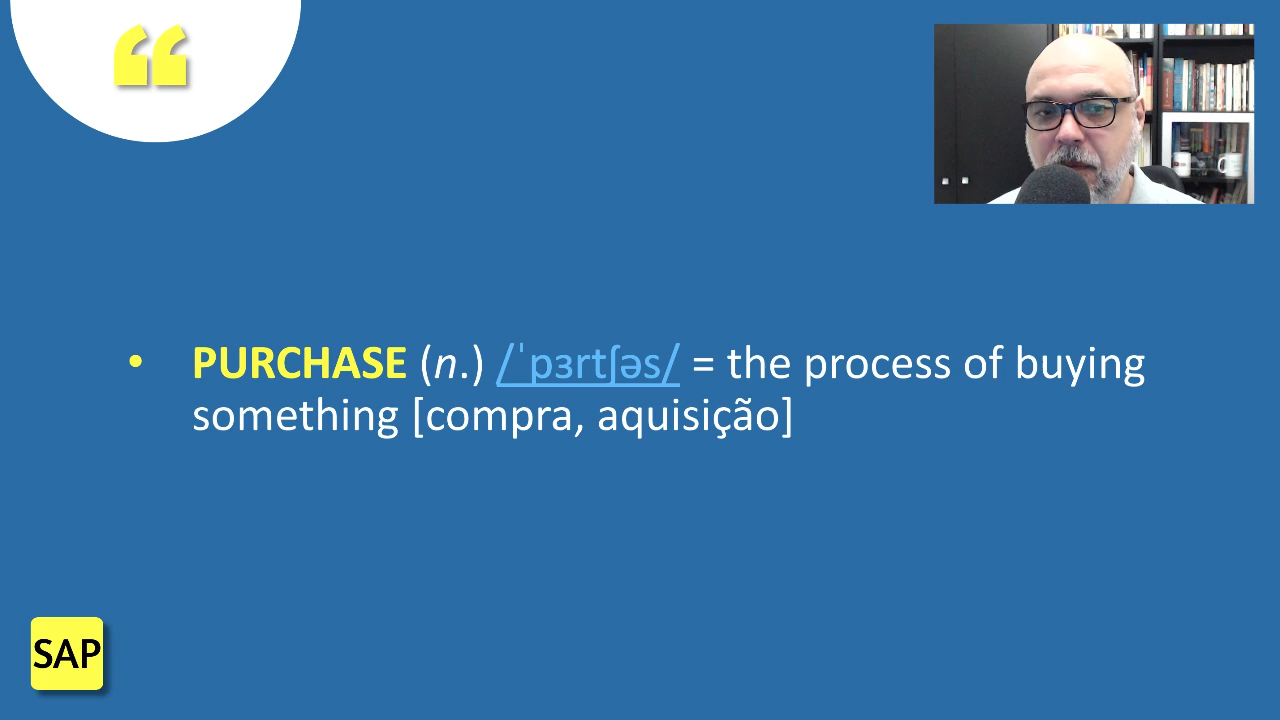 “
• PURCHASE (n.) /ˈpɜrtʃəs/ = the process of buying
something [compra, aquisição]
SAP